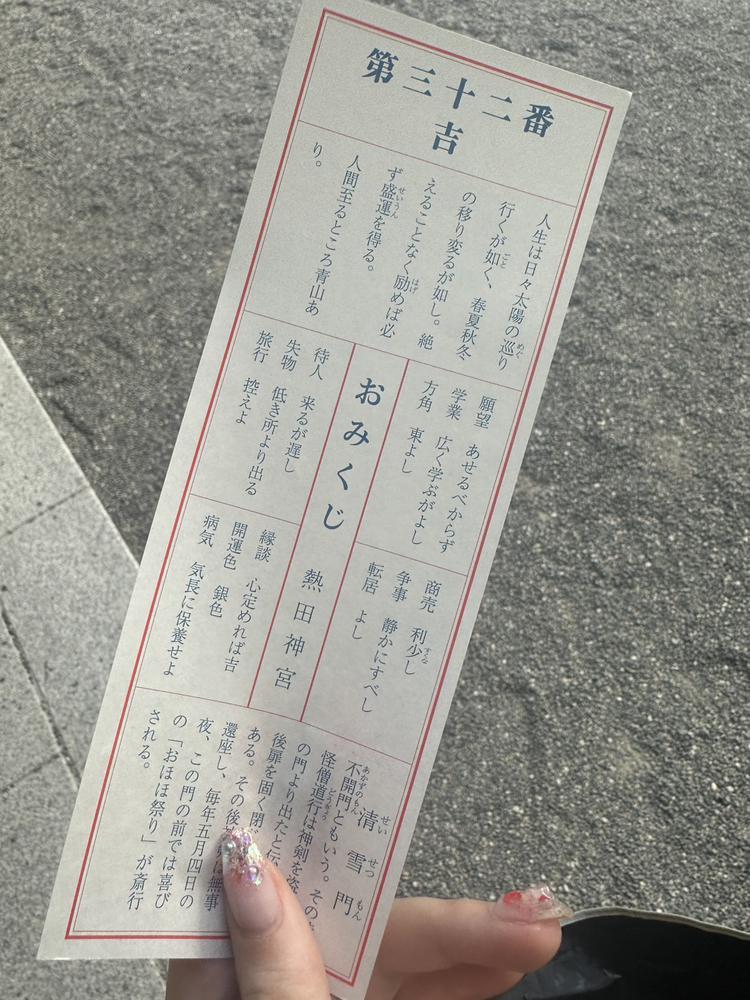 第三十二番
吉
人生は日々太陽の巡り
行くが如く、春夏秋冬
の移り変るが如し。絶
えることなく励めば必
ず盛運を得る。
人間至るところ青山あ
り。
願望 あせるべからず
学業 広く学ぶがよし
方角 東よし
商売 利少し
争事 静かにすべし
転居 よし
おみくじ 熱田神宮
待人 来るが遅し
失物 低き所より出る
旅行 控えよ
縁談 心定めれば吉
開運色 銀色
病気 気長に保養せよ
清雪門
不開門ともいう。その
怪僧道行は神剣を盗
の門より出たと伝
後扉を固く閉
ある。その後
還座し、毎年五月四日の
夜、この門の前では喜び
の「おほほ祭り」が斎行
される。